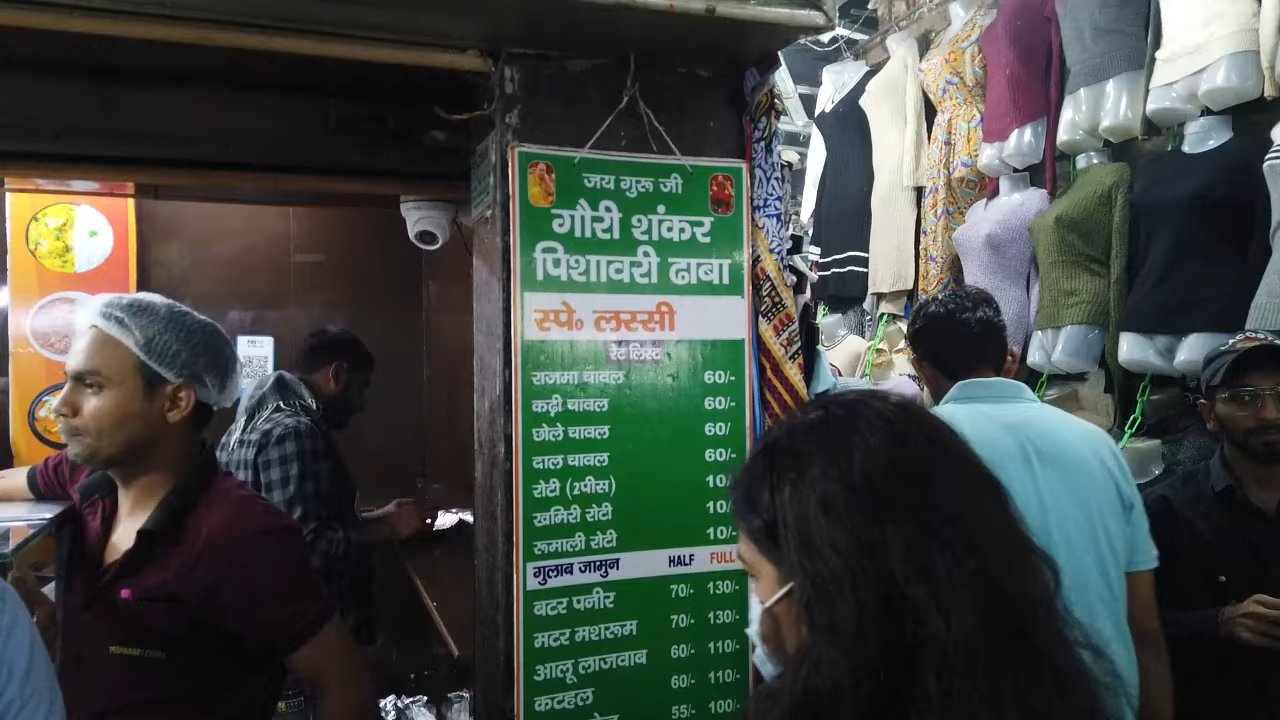 जय गुरु जी
गौरी शंकर
पिशावरी ढाबा
स्पे० लस्सी
रेट लिस्ट
राजमा चावल 60/-
कढ़ी चावल 60/-
छोले चावल 60/
दाल चावल 60/-
रोटी (2पीस) 10/
खमिरी रोटी 10/
रूमाली रोटी 10/-
गुलाब जामुन HALF FULL
बटर पनीर 70/- 130/-
मटर मशरूम 70/- 130/-
आलू लाजवाब 60/- 110/-
कटहल 60/- 110/-
55/- 100/-